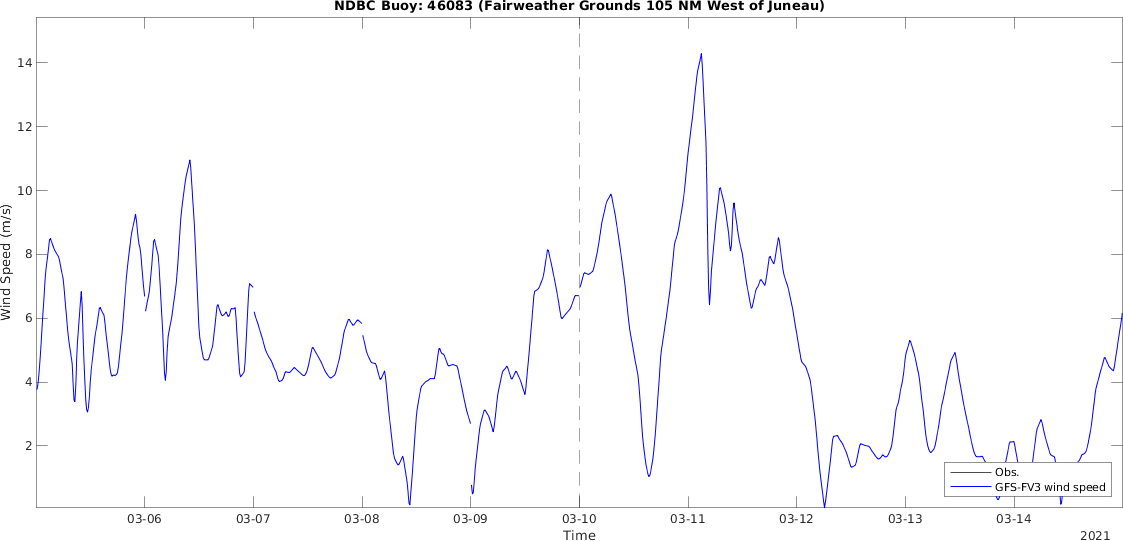 NDBC Buoy: 46083 (Fairweather Grounds 105 NM West of Juneau)
Wind Speed (m/s)
14
12
10
8
6
4
2
Obs.
GFS-FV3 wind speed
03-06 03-07 03-08 03-09 03-10 03-11 03-12 03-13 03-14
Time
2021